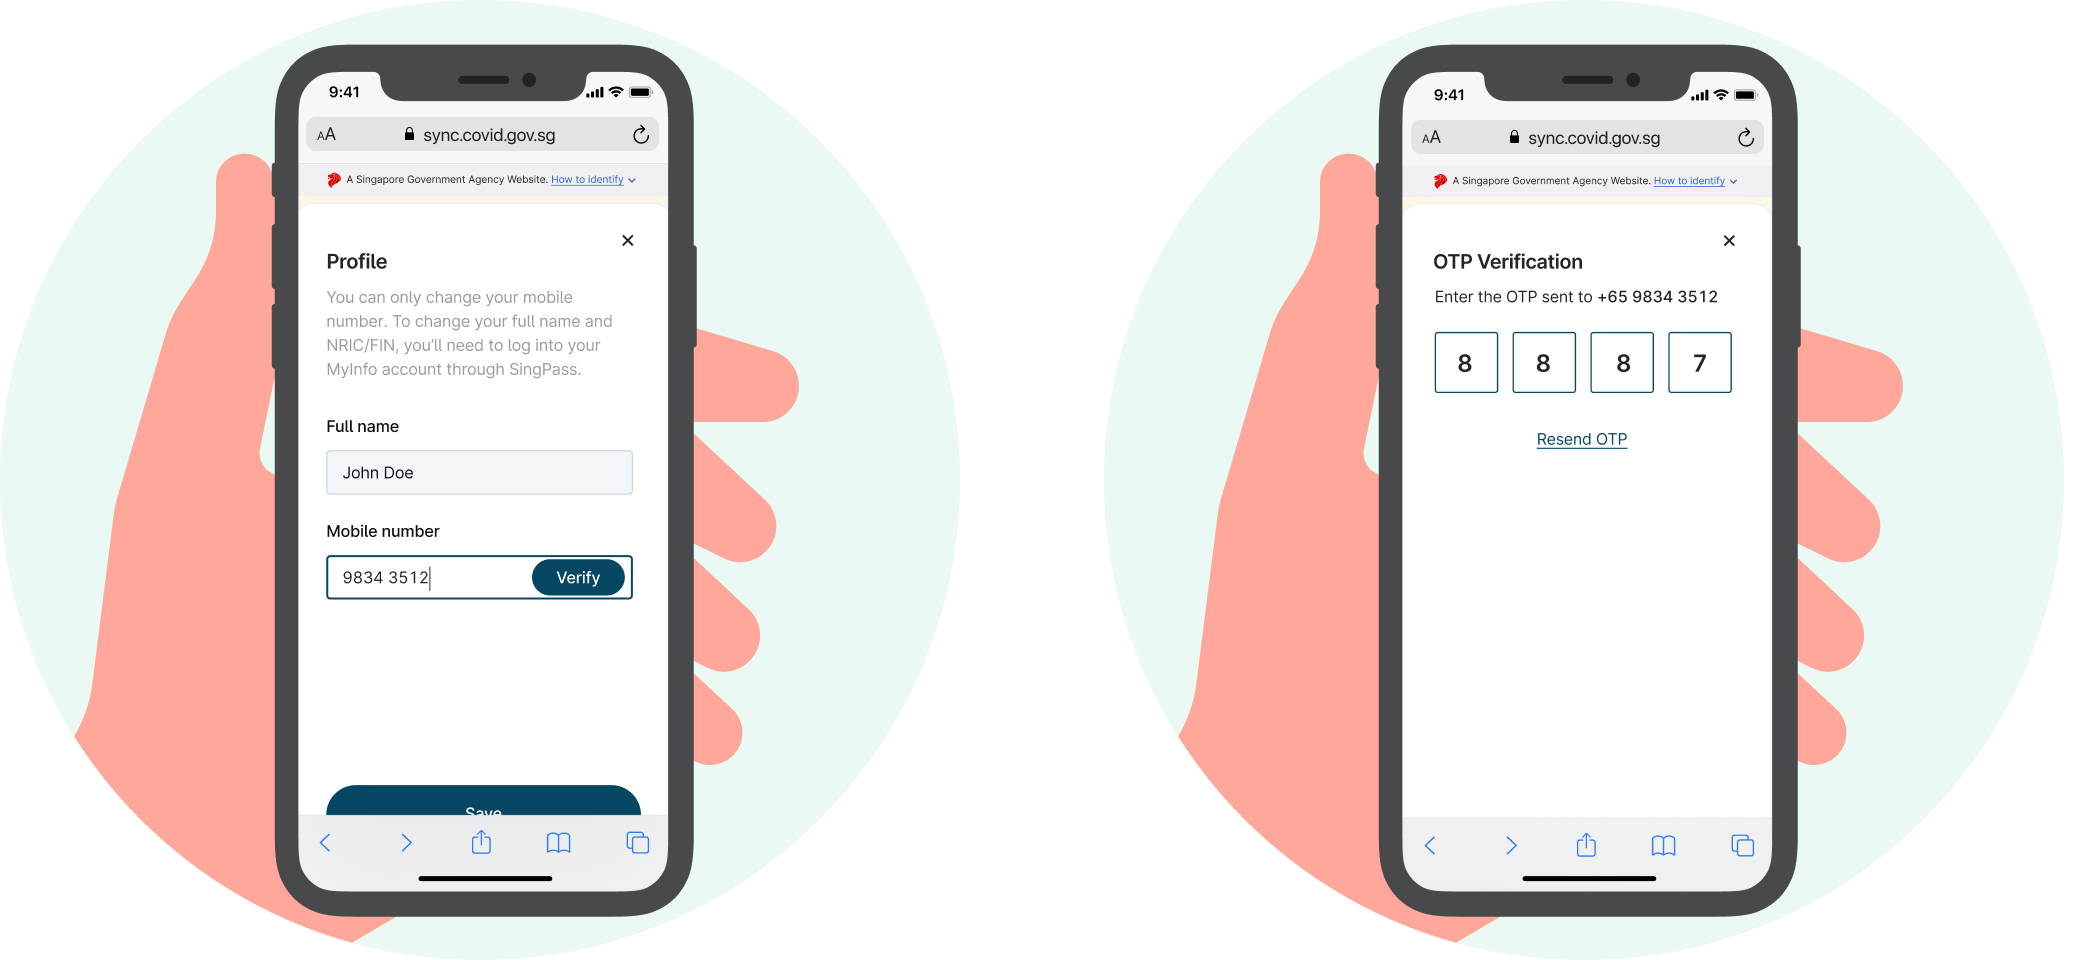 9:41
AA
sync.covid.gov.sg
A Singapore Government Agency Website. How to identify
Profile
You can only change your mobile
number. To change your full name and
NRIC/FIN, you'll need to log into your
MyInfo account through SingPass.
Full name
John Doe
Mobile number
9834 3512
Verify
Save
9:41
AA
sync.covid.gov.sg
A Singapore Government Agency Website. How to identify
OTP Verification
Enter the OTP sent to +65 9834 3512
8 8 8 7
Resend OTP